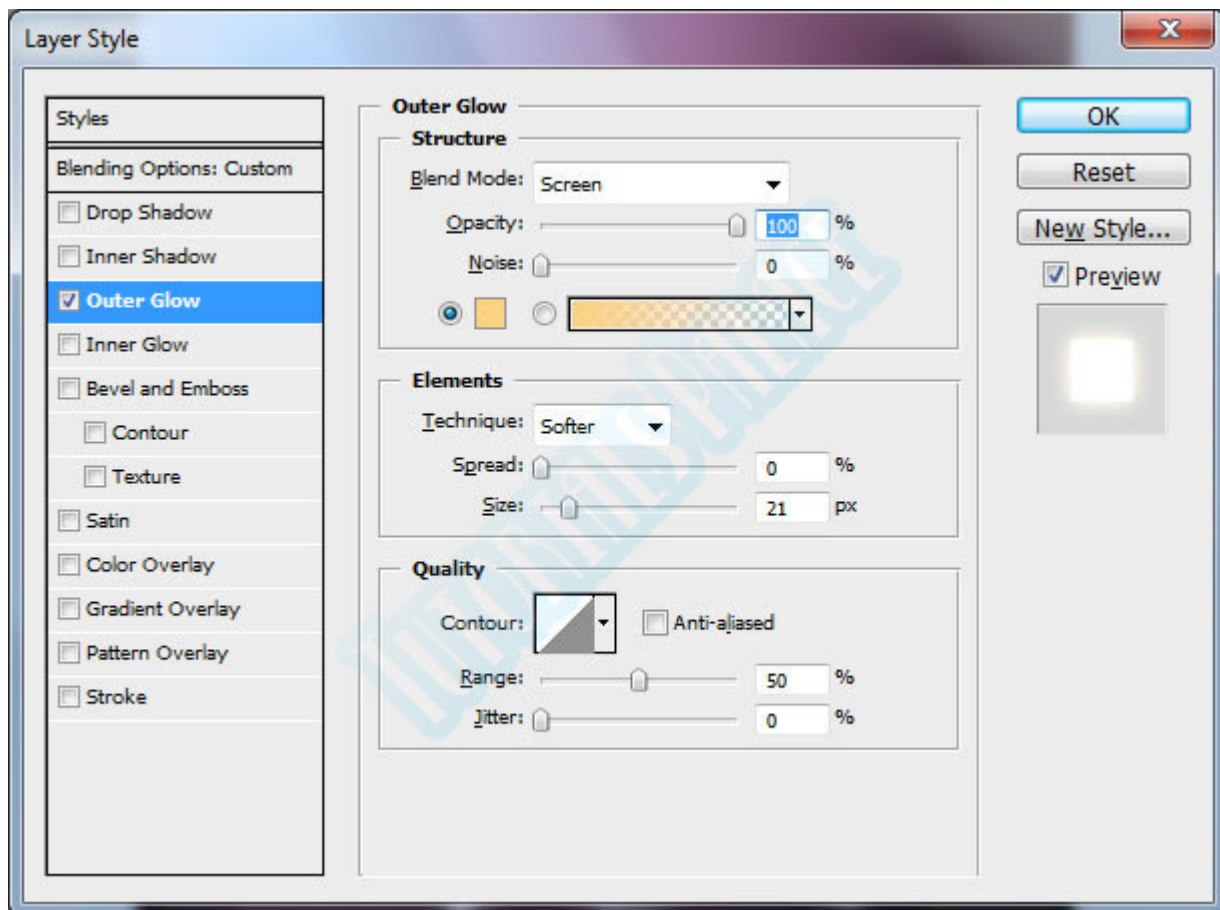 Layer Style
Styles
Blending Options: Custom
Drop Shadow
Inner Shadow
Outer Glow
Inner Glow
Bevel and Emboss
Contour
Texture
Satin
Color Overlay
Gradient Overlay
Pattern Overlay
Stroke
Outer Glow
Structure
Blend Mode: Screen
Opacity: 100 %
Noise: 0 %
Elements
Technique: Softer
Spread: 0 %
Size: 21 px
Quality
Contour: Anti-aliased
Range: 50 %
Jitter: 0 %
OK
Reset
New Style...
Preview